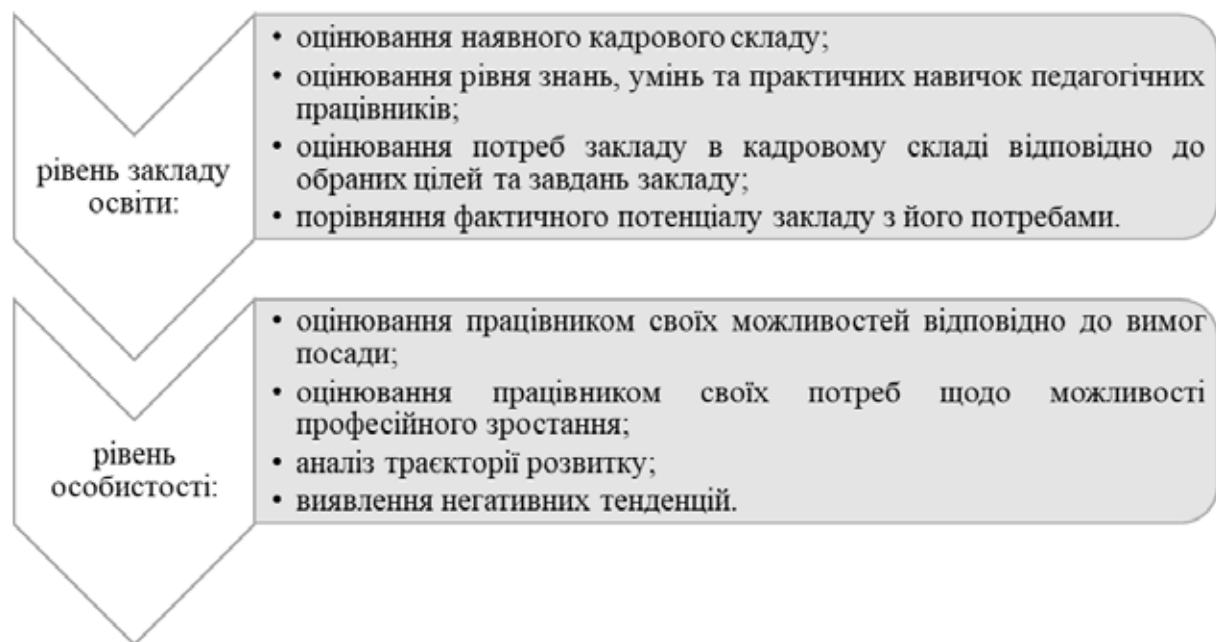 рівень закладу
освіти:
• оцінювання наявного кадрового складу;
• оцінювання рівня знань, умінь та практичних навичок педагогічних
працівників;
• оцінювання потреб закладу в кадровому складі відповідно до
обраних цілей та завдань закладу;
• порівняння фактичного потенціалу закладу з його потребами.
рівень
особистості:
• оцінювання працівником своїх можливостей відповідно до вимог
посади;
• оцінювання працівником своїх потреб щодо можливості
професійного зростання;
• аналіз траєкторії розвитку;
• виявлення негативних тенденцій.